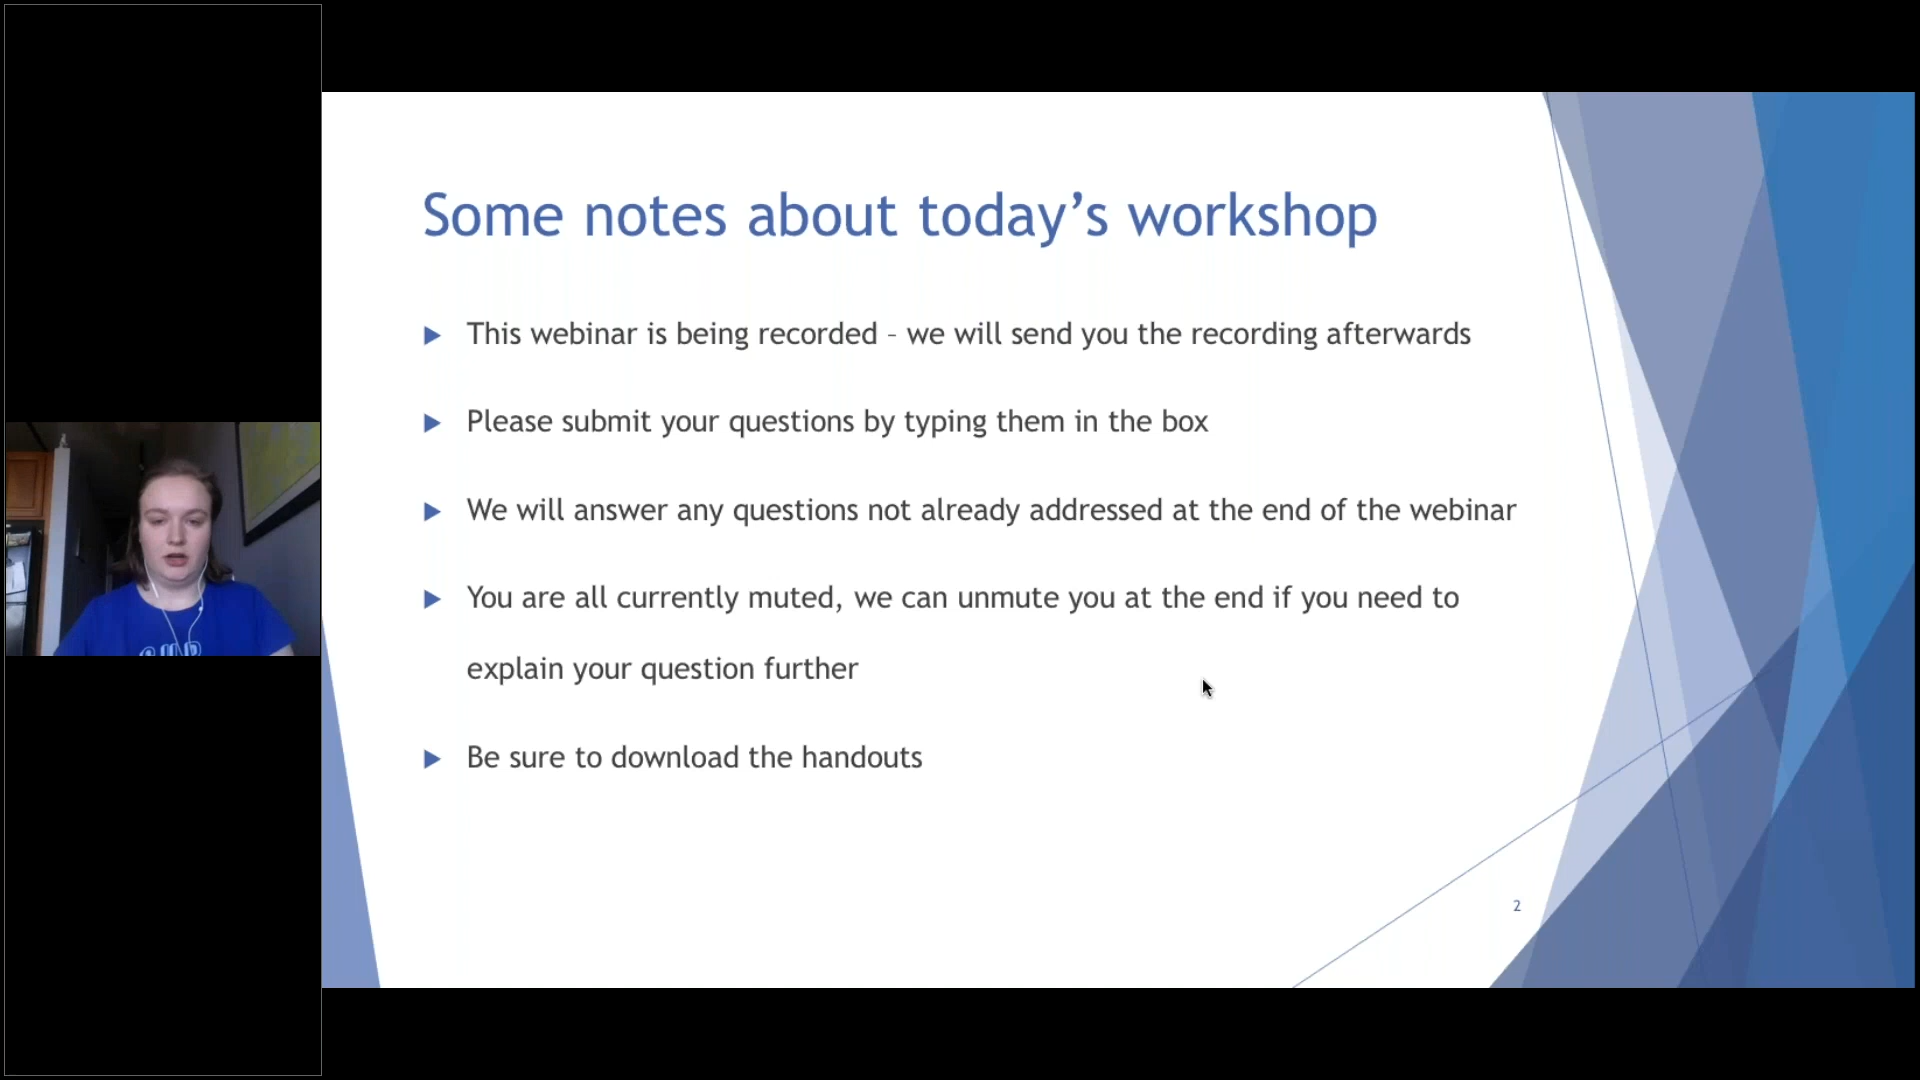 Some notes about today’s workshop
This webinar is being recorded – we will send you the recording afterwards
Please submit your questions by typing them in the box
We will answer any questions not already addressed at the end of the webinar
You are all currently muted, we can unmute you at the end if you need to
explain your question further
Be sure to download the handouts
2